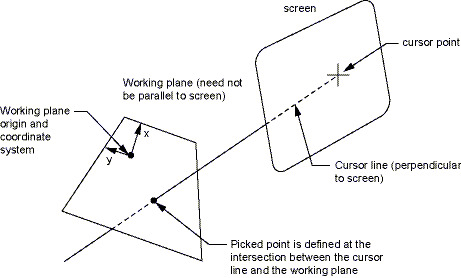 screen
cursor point
Working plane (need not
be parallel to screen)
Working plane
origin and
coordinate
system
x
y
Cursor line (perpendicular
to screen)
Picked point is defined at the
intersection between the cursor
line and the working plane